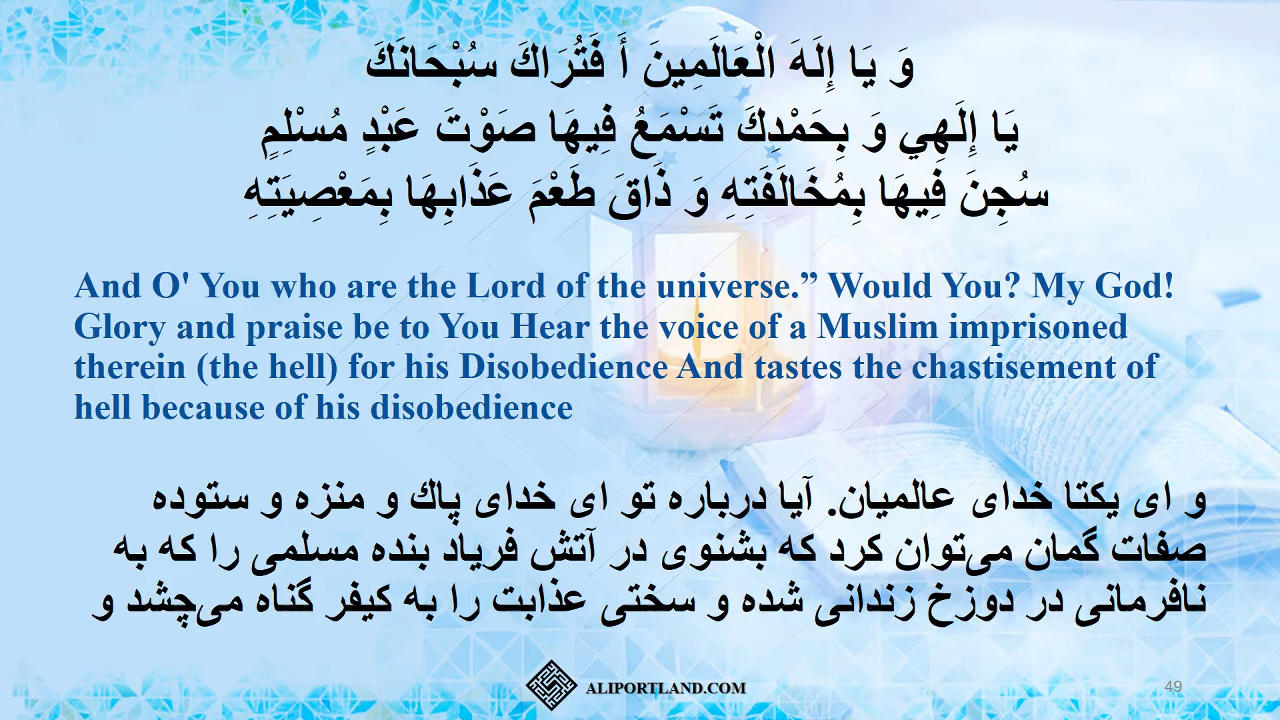 وَ يَا إِلَهَ الْعَالَمِينَ أَ فَتُرَاكَ سُبْحَانَكَ
يَا إِلَهِي وَ بِحَمْدِكَ تَسْمَعُ فِيهَا صَوْتَ عَبْدٍ مُسْلِمٍ
سُجِنَ فِيهَا بِمُخَالَفَتِهِ وَ ذَاقَ طَعْمَ عَذَابِهَا بِمَعْصِيَتِهِ
And O' You who are the Lord of the universe.” Would You? My God!
Glory and praise be to You Hear the voice of a Muslim imprisoned
therein (the hell) for his Disobedience And tastes the chastisement of
hell because of his disobedience
و ای یکتا خدای عالمیان. آیا درباره تو ای خدای پاك و منزه و ستوده
صفات گمان می‌توان کرد که بشنوی در آتش فریاد بنده مسلمی را که به
نافرمانی در دوزخ زندانی شده و سختی عذابت را به کیفر گناه می‌چشد و
ALIPORTLAND.COM
49